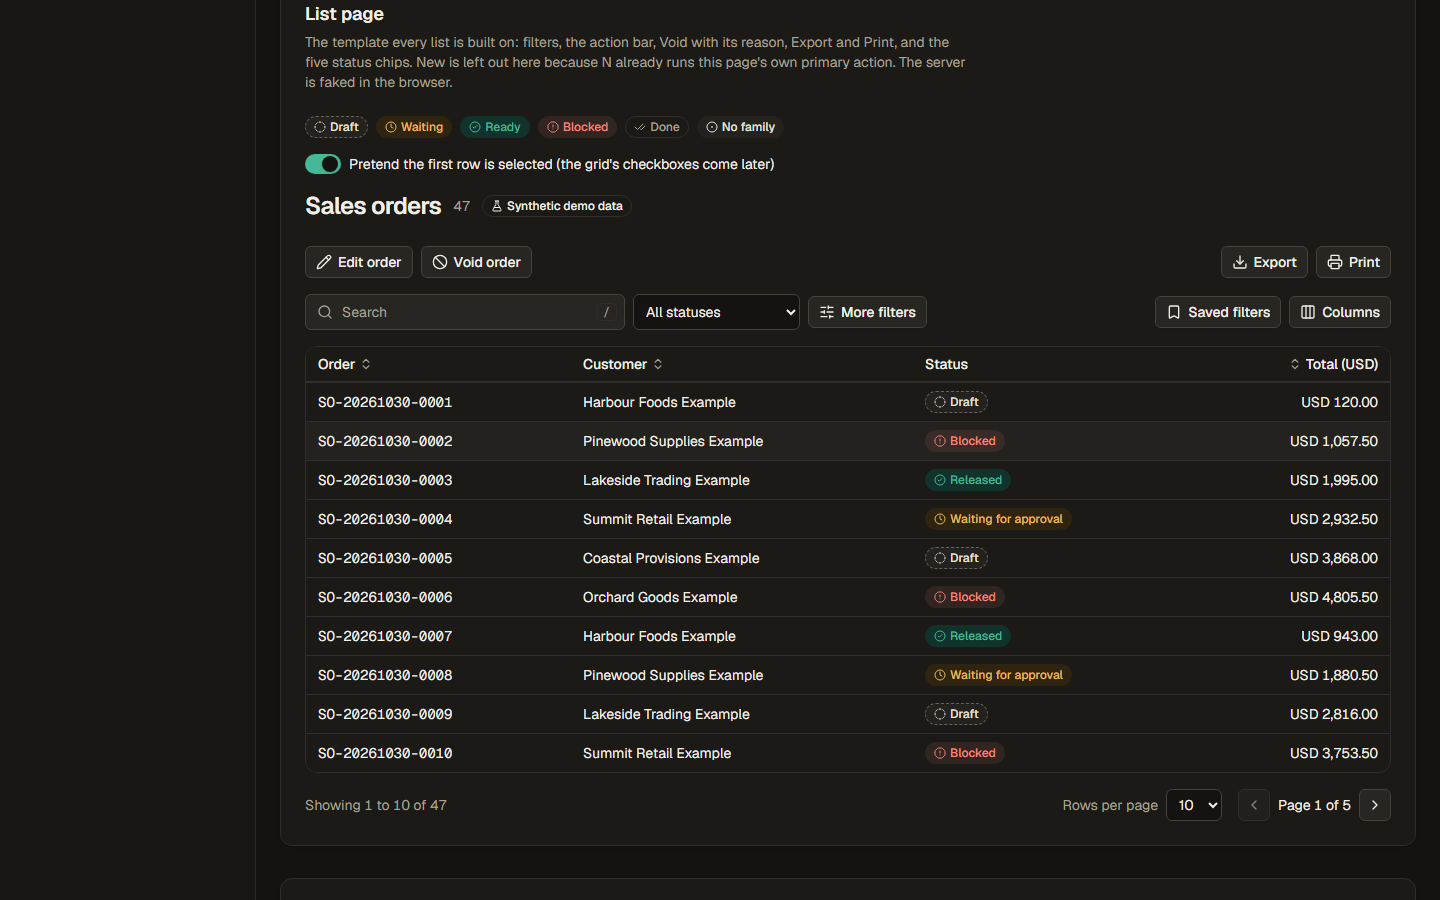 List page
The template every list is built on: filters, the action bar, Void with its reason, Export and Print, and the
five status chips. New is left out here because N already runs this page's own primary action. The server
is faked in the browser.
Draft Waiting Ready Blocked Done No family
Pretend the first row is selected (the grid's checkboxes come later)
Sales orders 47 Synthetic demo data
Edit order Void order Export Print
Search / All statuses More filters Saved filters Columns
Order Customer Status Total (USD)
SO-20261030-0001 Harbour Foods Example Draft USD 120.00
SO-20261030-0002 Pinewood Supplies Example Blocked USD 1,057.50
SO-20261030-0003 Lakeside Trading Example Released USD 1,995.00
SO-20261030-0004 Summit Retail Example Waiting for approval USD 2,932.50
SO-20261030-0005 Coastal Provisions Example Draft USD 3,868.00
SO-20261030-0006 Orchard Goods Example Blocked USD 4,805.50
SO-20261030-0007 Harbour Foods Example Released USD 943.00
SO-20261030-0008 Pinewood Supplies Example Waiting for approval USD 1,880.50
SO-20261030-0009 Lakeside Trading Example Draft USD 2,816.00
SO-20261030-0010 Summit Retail Example Blocked USD 3,753.50
Showing 1 to 10 of 47 Rows per page 10 Page 1 of 5